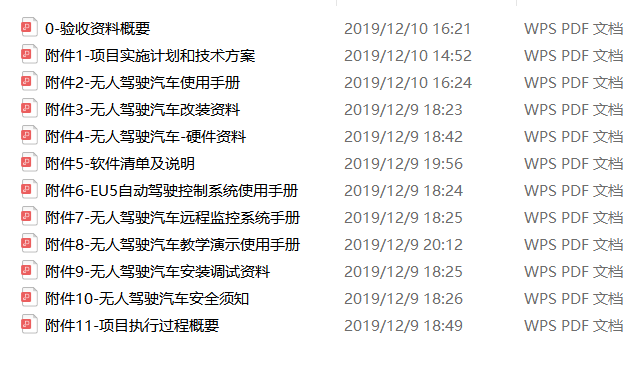 0-验收资料概要 2019/12/10 16:21 WPS PDF 文档
附件1-项目实施计划和技术方案 2019/12/10 14:52 WPS PDF 文档
附件2-无人驾驶汽车使用手册 2019/12/10 16:24 WPS PDF 文档
附件3-无人驾驶汽车改装资料 2019/12/9 18:23 WPS PDF 文档
附件4-无人驾驶汽车-硬件资料 2019/12/9 18:42 WPS PDF 文档
附件5-软件清单及说明 2019/12/9 19:56 WPS PDF 文档
附件6-EU5自动驾驶控制系统使用手册 2019/12/9 18:24 WPS PDF 文档
附件7-无人驾驶汽车远程监控系统手册 2019/12/9 18:25 WPS PDF 文档
附件8-无人驾驶汽车教学演示使用手册 2019/12/9 20:12 WPS PDF 文档
附件9-无人驾驶汽车安装调试资料 2019/12/9 18:25 WPS PDF 文档
附件10-无人驾驶汽车安全须知 2019/12/9 18:26 WPS PDF 文档
附件11-项目执行过程概要 2019/12/9 18:49 WPS PDF 文档